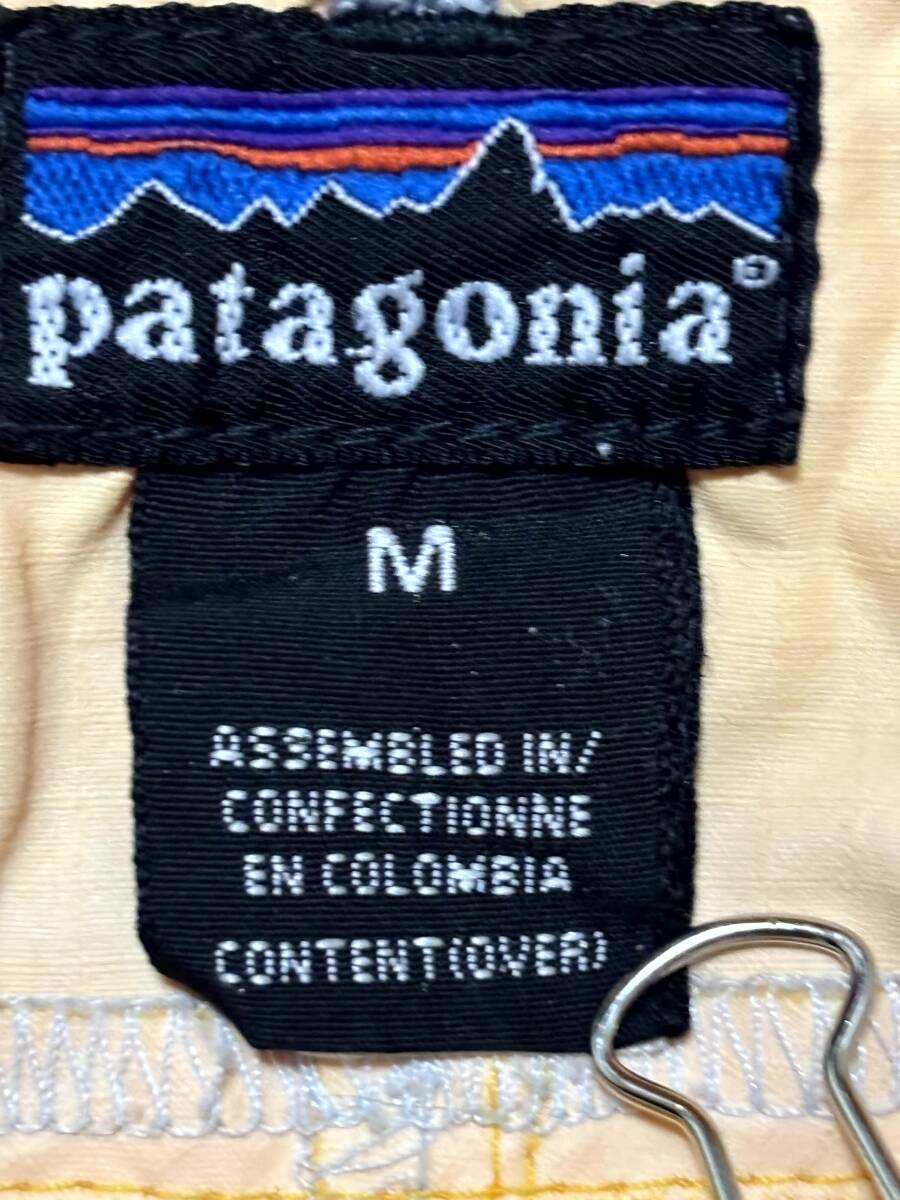 patagonia®
M
ASSEMBLED IN/
CONFECTIONNE
EN COLOMBIA
CONTENT(OVER)